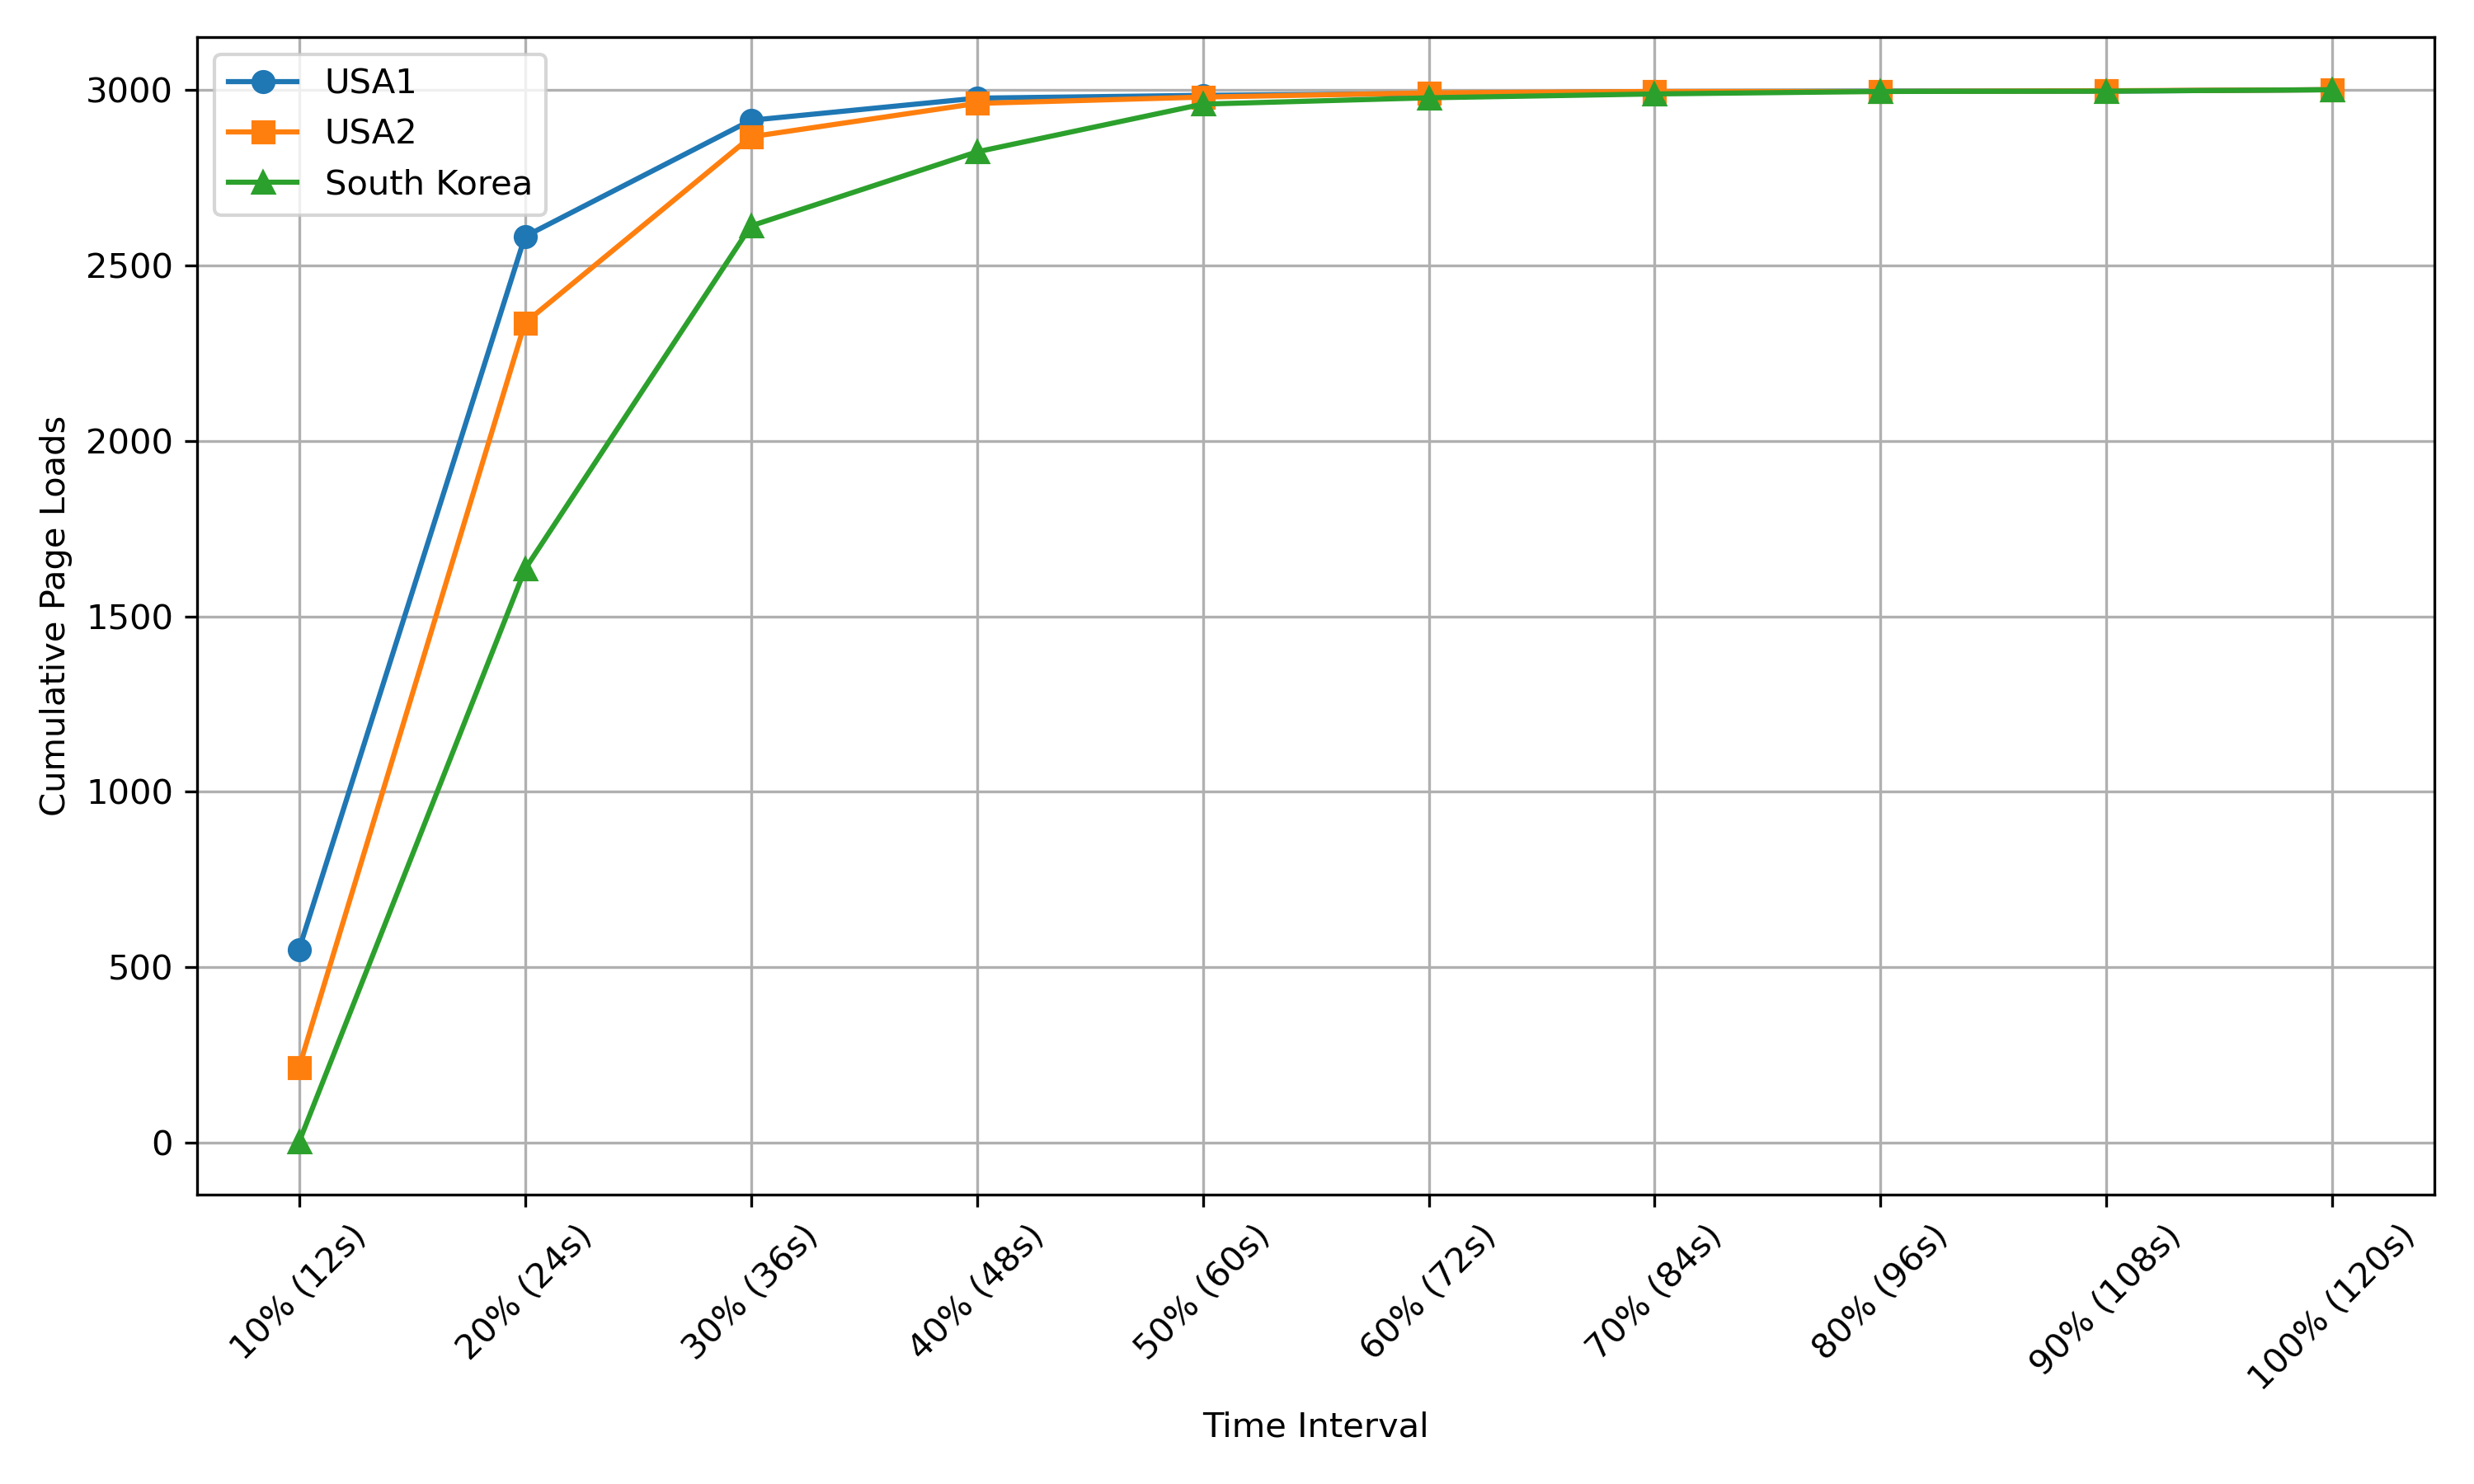 USA1
USA2
South Korea
3000
2500
2000
1500
1000
500
0
Cumulative Page Loads
10% (12s)
20% (24s)
30% (36s)
40% (48s)
50% (60s)
60% (72s)
70% (84s)
80% (96s)
90% (108s)
100% (120s)
Time Interval